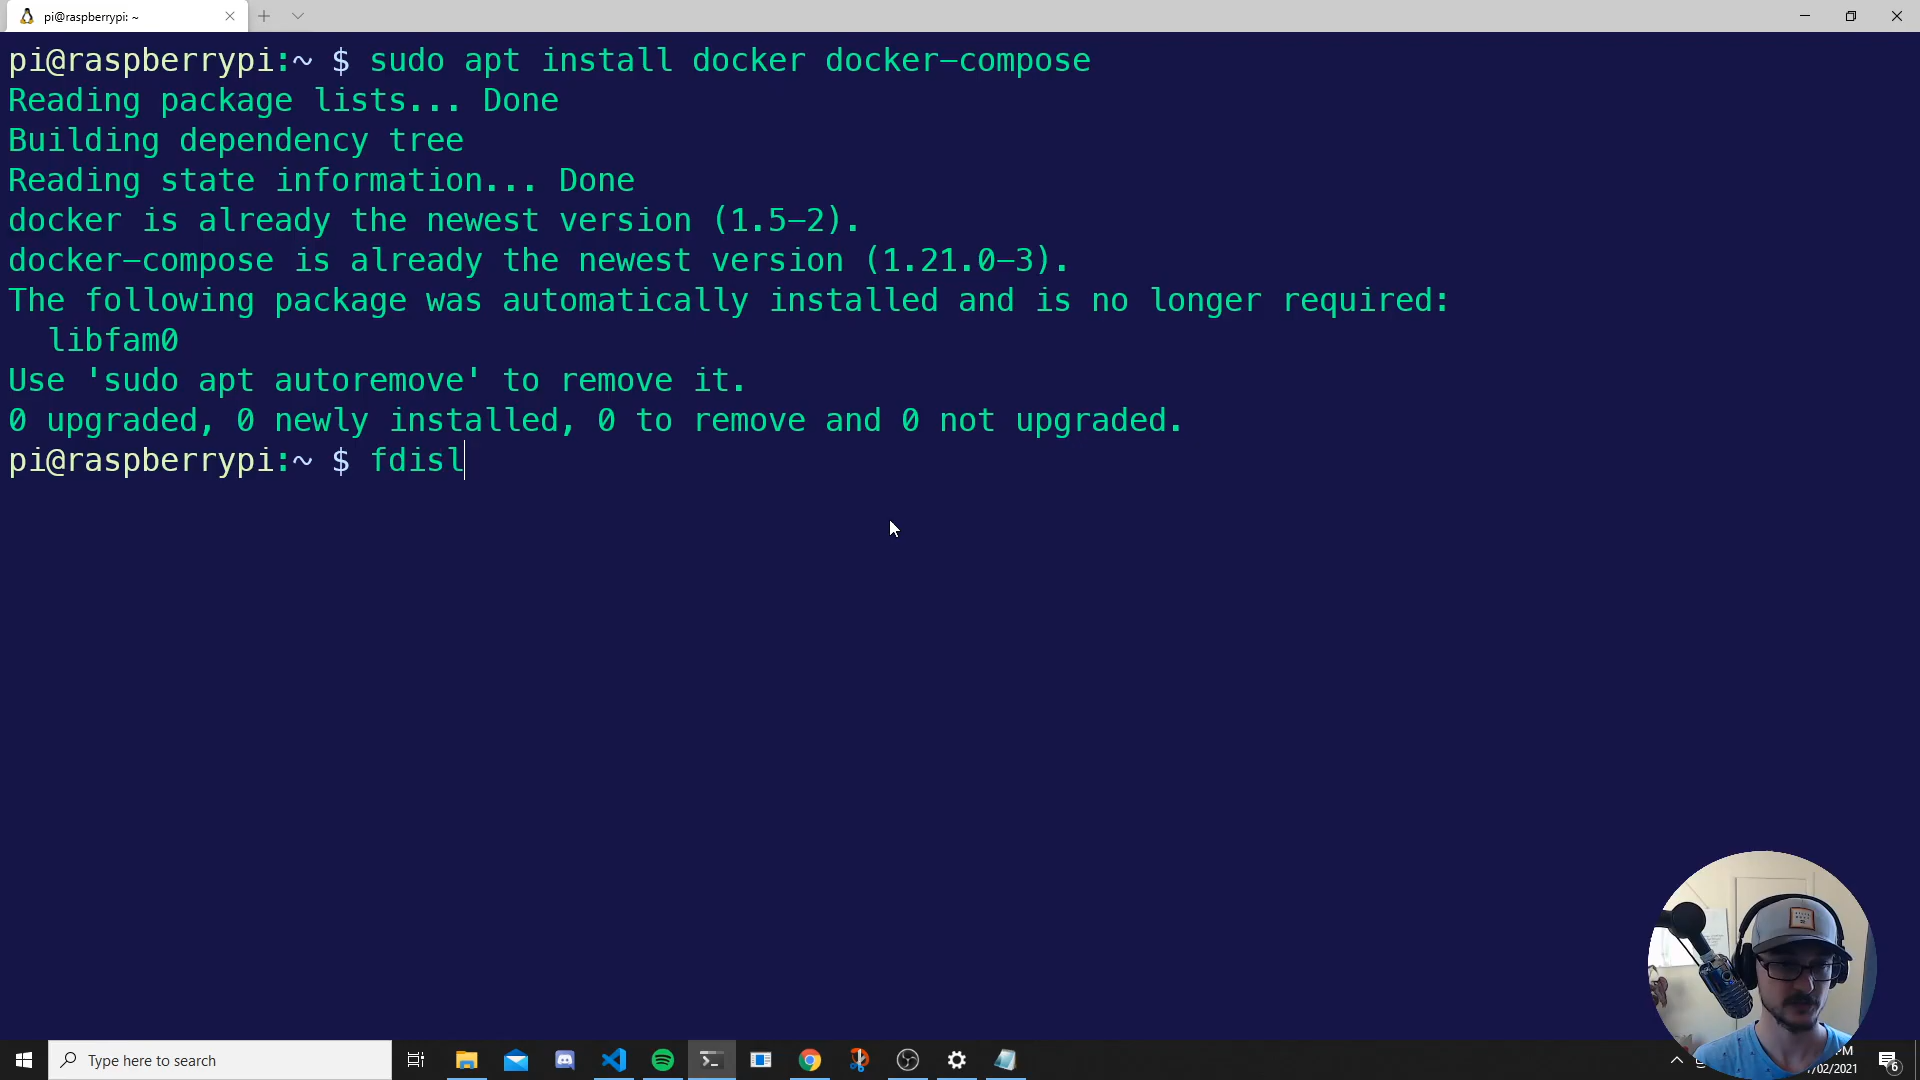 pi@raspberrypi: ~
pi@raspberrypi:~ $ sudo apt install docker docker-compose
Reading package lists... Done
Building dependency tree
Reading state information... Done
docker is already the newest version (1.5-2).
docker-compose is already the newest version (1.21.0-3).
The following package was automatically installed and is no longer required:
  libfam0
Use 'sudo apt autoremove' to remove it.
0 upgraded, 0 newly installed, 0 to remove and 0 not upgraded.
pi@raspberrypi:~ $ fdisl
Type here to search
PM
/02/2021
6